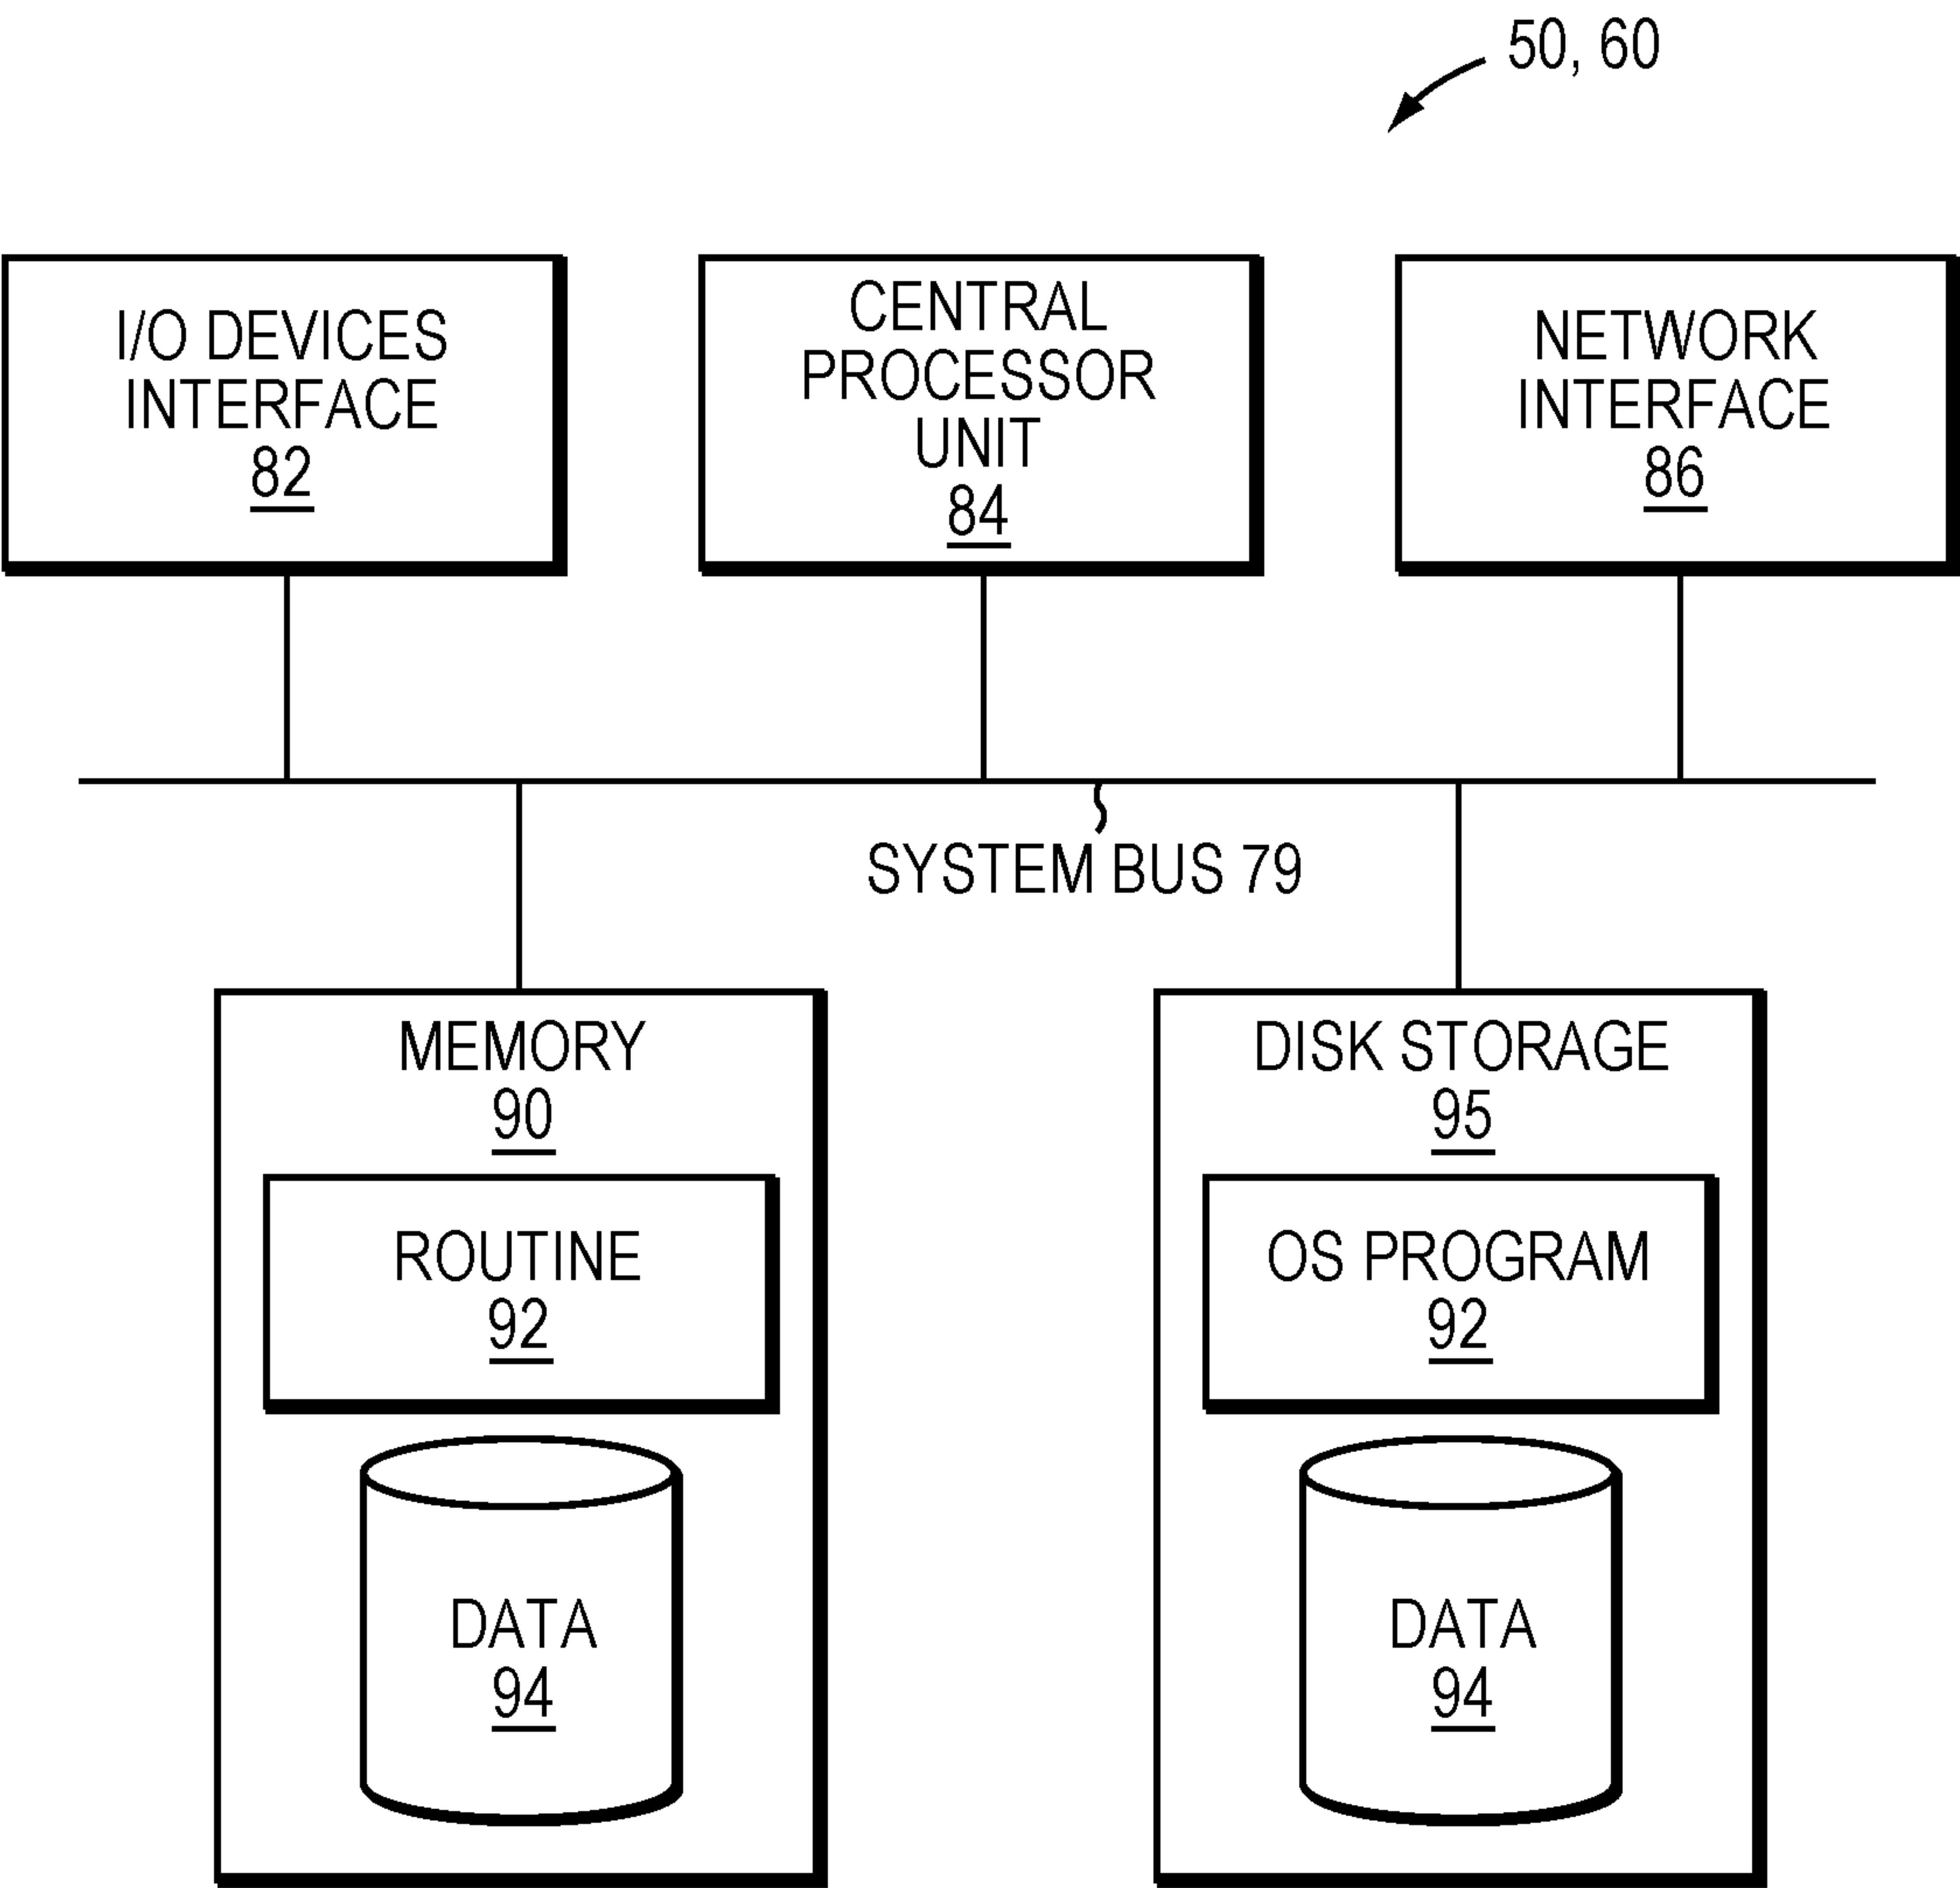 50, 60
I/O DEVICES
INTERFACE
82
CENTRAL
PROCESSOR
UNIT
84
NETWORK
INTERFACE
86
SYSTEM BUS 79
MEMORY
90
ROUTINE
92
DATA
94
DISK STORAGE
95
OS PROGRAM
92
DATA
94